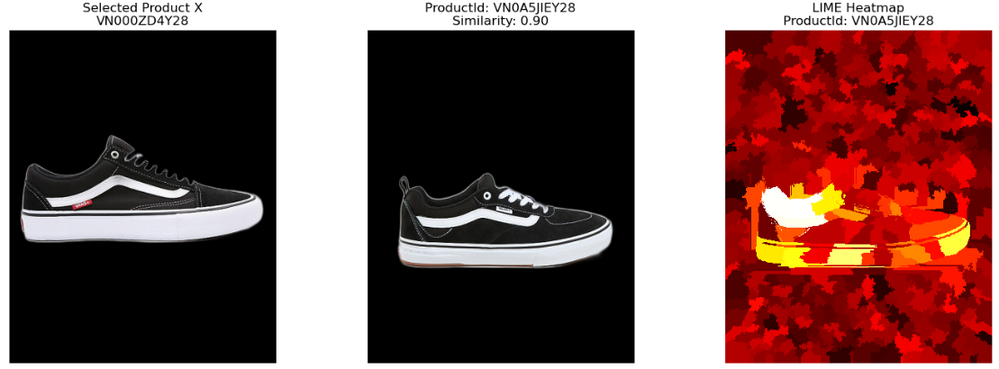 Selected Product X
VN000ZD4Y28
ProductId: VN0A5JIEY28
Similarity: 0.90
LIME Heatmap
ProductId: VN0A5JIEY28